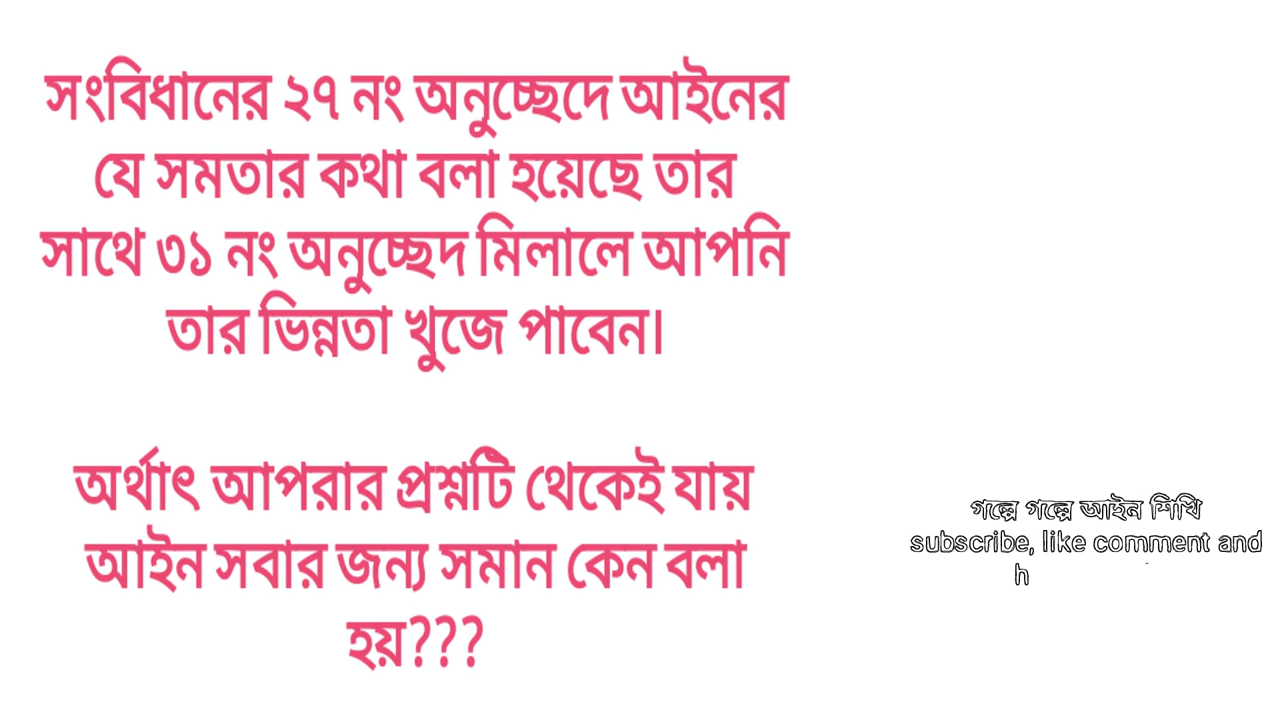 সংবিধানের ২৭ নং অনুচ্ছেদে আইনের
যে সমতার কথা বলা হয়েছে তার
সাথে ৩১ নং অনুচ্ছেদ মিলালে আপনি
তার ভিন্নতা খুজে পাবেন।
অর্থাৎ আপরার প্রশ্নটি থেকেই যায়
আইন সবার জন্য সমান কেন বলা
হয়???
গল্পে গল্পে আইন শিখি
subscribe, like comment and
h